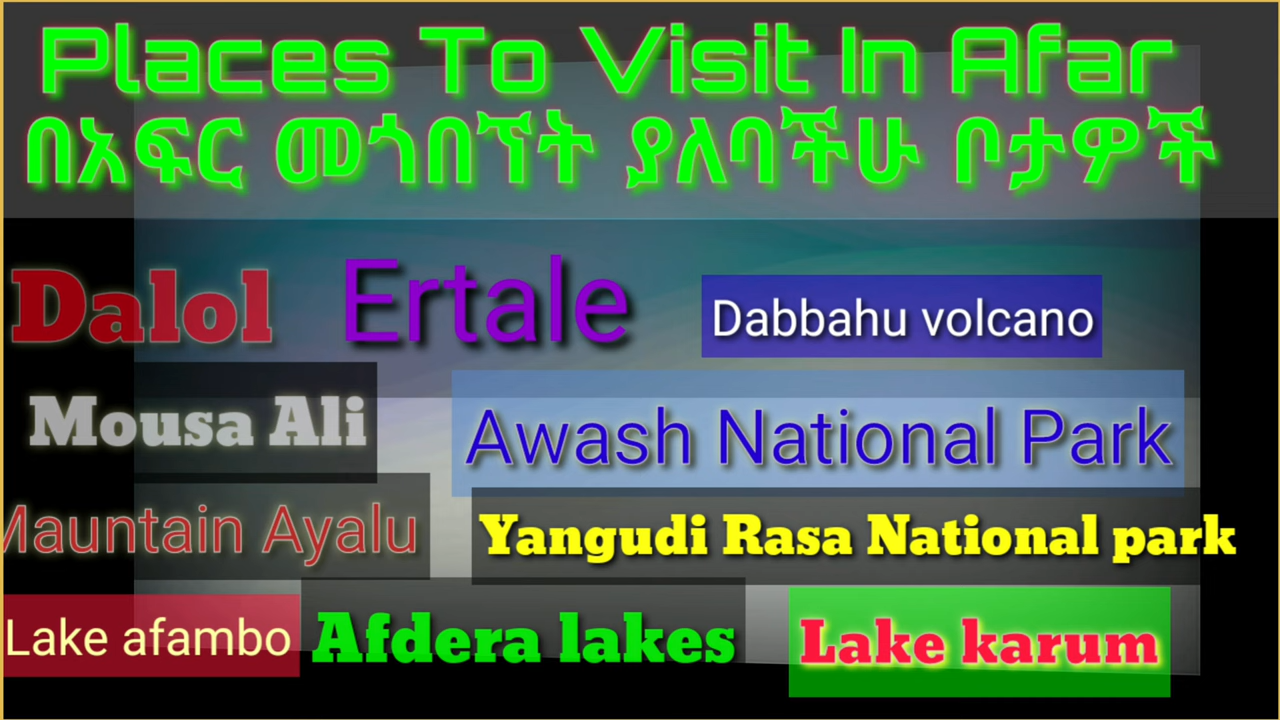 Places To Visit In Afar
በአፍር መጎበኘት ያለባችሁ ቦታዎች
Dalol
Ertale
Dabbahu volcano
Mousa Ali
Awash National Park
Mauntain Ayalu
Yangudi Rasa National park
Lake afambo
Afdera lakes
Lake karum